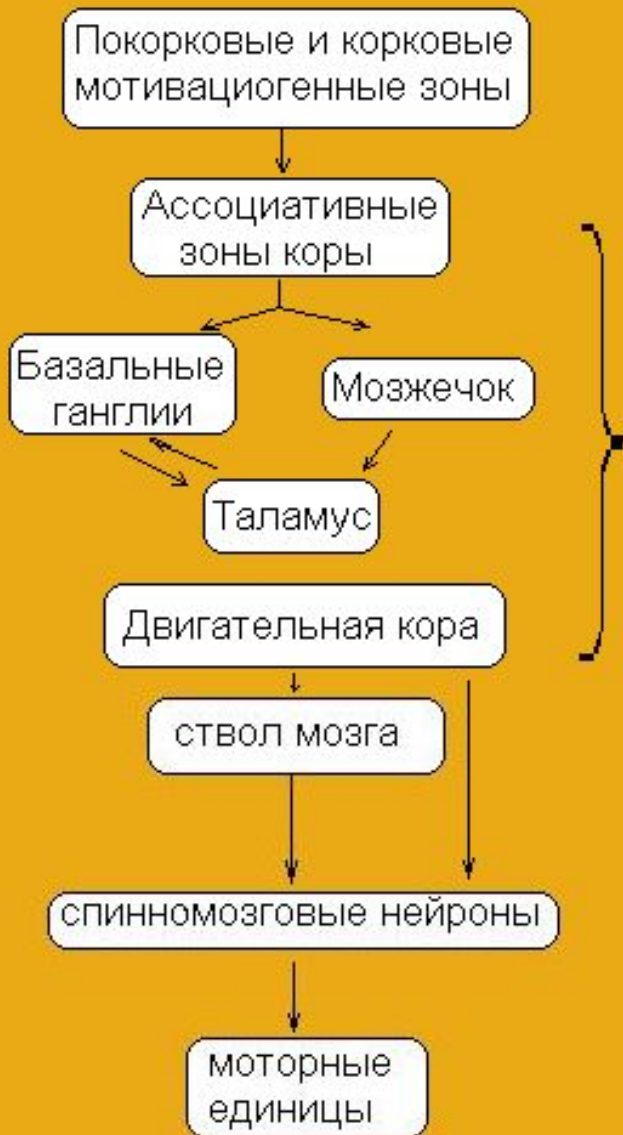 Покорковые и корковые
мотивациогенные зоны
Ассоциативные
зоны коры
Базальные
ганглии
Мозжечок
Таламус
Двигательная кора
ствол мозга
спинномозговые нейроны
моторные
единицы